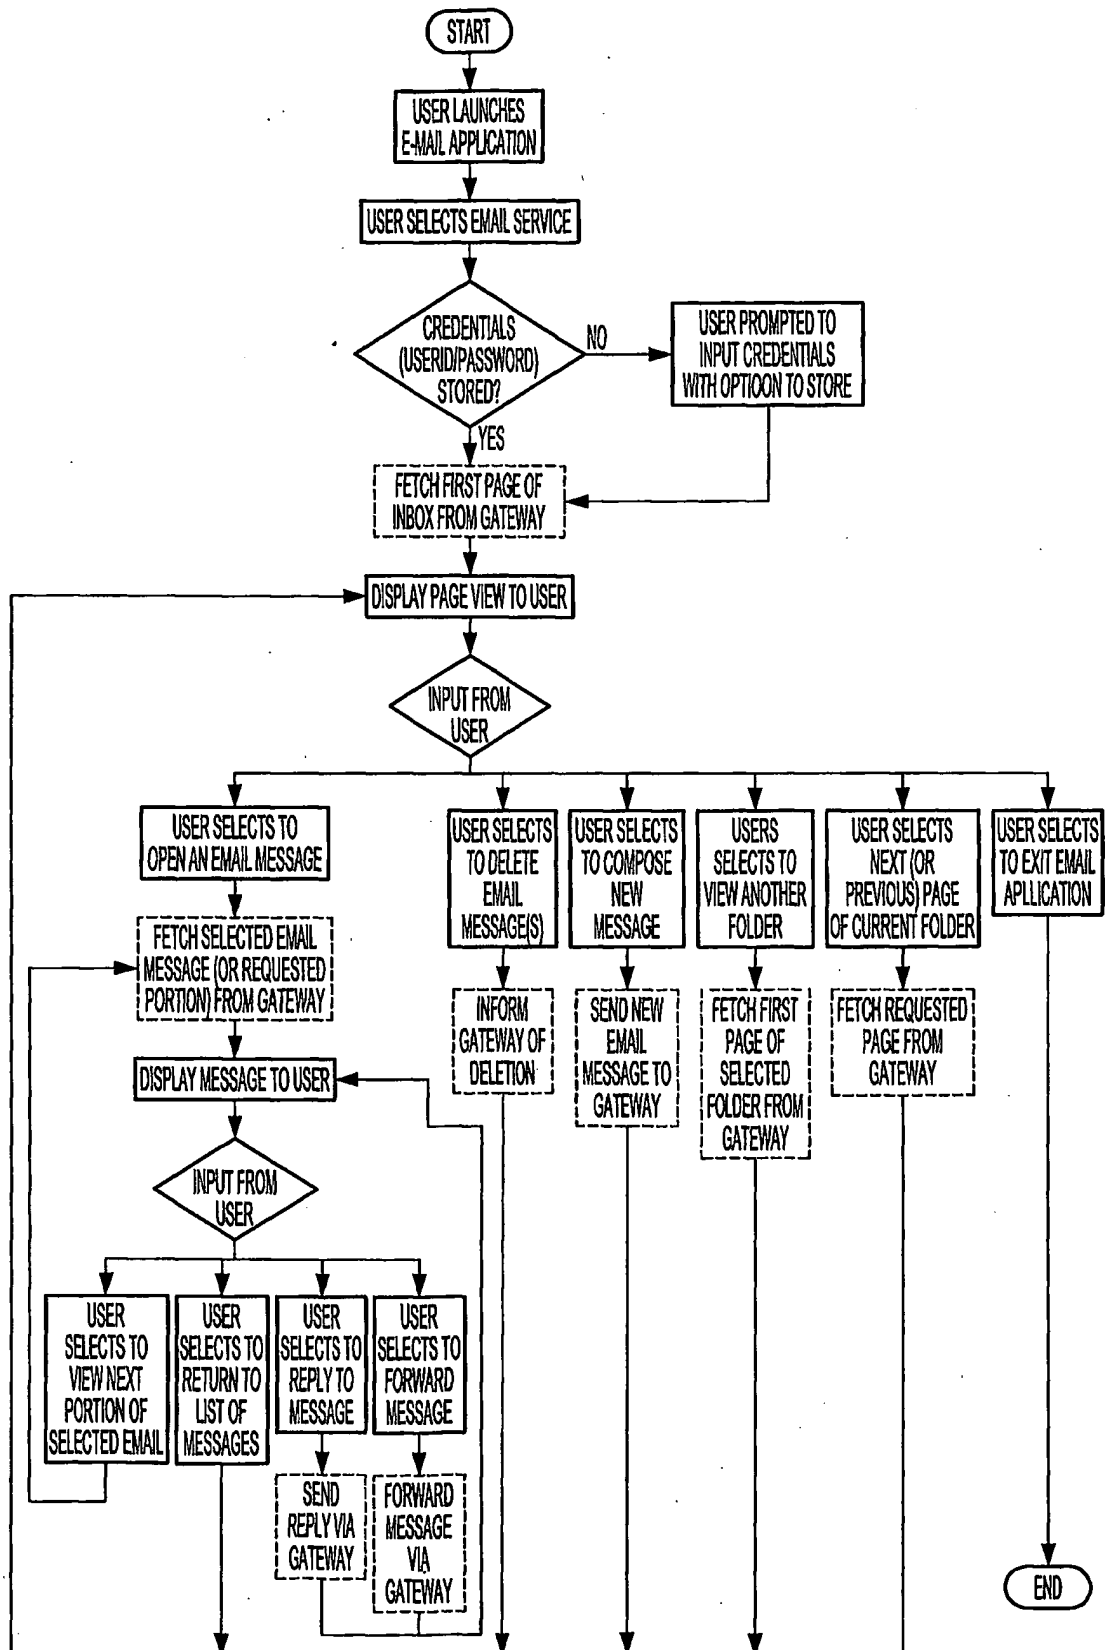 START
USER LAUNCHES
E-MAIL APPLICATION
USER SELECTS EMAIL SERVICE
CREDENTIALS
(USERID/PASSWORD)
STORED?
NO
USER PROMPTED TO
INPUT CREDENTIALS
WITH OPTIOON TO STORE
YES
FETCH FIRST PAGE OF
INBOX FROM GATEWAY
DISPLAY PAGE VIEW TO USER
INPUT FROM
USER
USER SELECTS TO
OPEN AN EMAIL MESSAGE
FETCH SELECTED EMAIL
MESSAGE (OR REQUESTED
PORTION) FROM GATEWAY
DISPLAY MESSAGE TO USER
INPUT FROM
USER
USER
SELECTS TO
VIEW NEXT
PORTION OF
SELECTED EMAIL
USER
SELECTS TO
RETURN TO
LIST OF
MESSAGES
USER
SELECTS TO
REPLY TO
MESSAGE
SEND
REPLY VIA
GATEWAY
USER
SELECTS TO
FORWARD
MESSAGE
FORWARD
MESSAGE
VIA
GATEWAY
USER SELECTS
TO DELETE
EMAIL
MESSAGE(S)
INFORM
GATEWAY OF
DELETION
USER SELECTS
TO COMPOSE
NEW
MESSAGE
SEND NEW
EMAIL
MESSAGE TO
GATEWAY
USERS
SELECTS TO
VIEW ANOTHER
FOLDER
FETCH FIRST
PAGE OF
SELECTED
FOLDER FROM
GATEWAY
USER SELECTS
NEXT (OR
PREVIOUS) PAGE
OF CURRENT FOLDER
FETCH REQUESTED
PAGE FROM
GATEWAY
USER SELECTS
TO EXIT EMAIL
APLLICATION
END